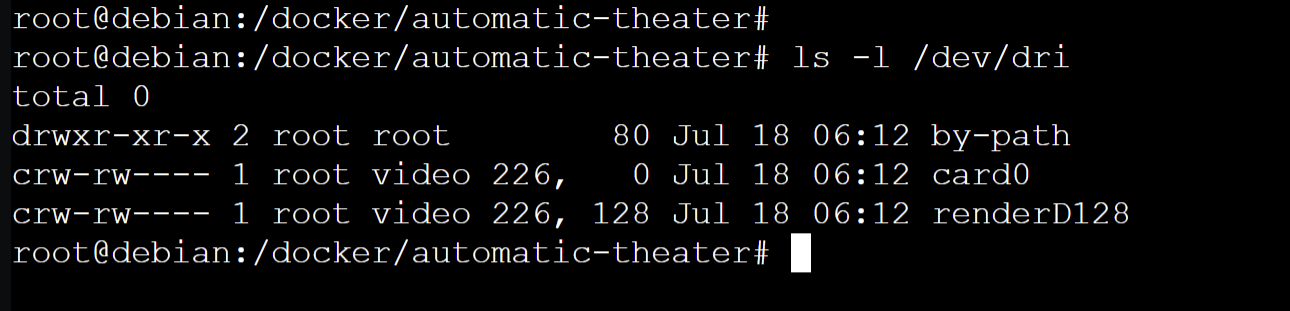 root@debian:/docker/automatic-theater#
root@debian:/docker/automatic-theater# ls -l /dev/dri
total 0
drwxr-xr-x 2 root root        80 Jul 18 06:12 by-path
crw-rw---- 1 root video 226,   0 Jul 18 06:12 card0
crw-rw---- 1 root video 226, 128 Jul 18 06:12 renderD128
root@debian:/docker/automatic-theater#